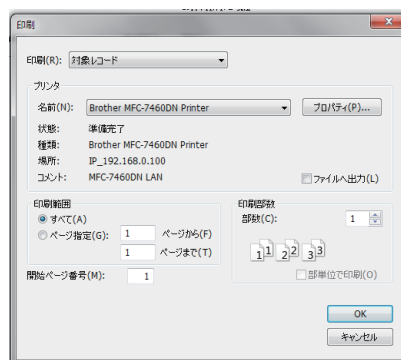 印刷
印刷(R): 対象レコード
プリンタ
名前(N): Brother MFC-7460DN Printer プロパティ(P)...
状態: 準備完了
種類: Brother MFC-7460DN Printer
場所: IP_192.168.0.100
コメント: MFC-7460DN LAN ファイルへ出力(L)
印刷範囲 印刷部数
すべて(A) 部数(C): 1
ページ指定(G): 1 ページから(F)
1 ページまで(T)
1 1 2 2 3 3
開始ページ番号(M): 1 部単位で印刷(O)
OK
キャンセル